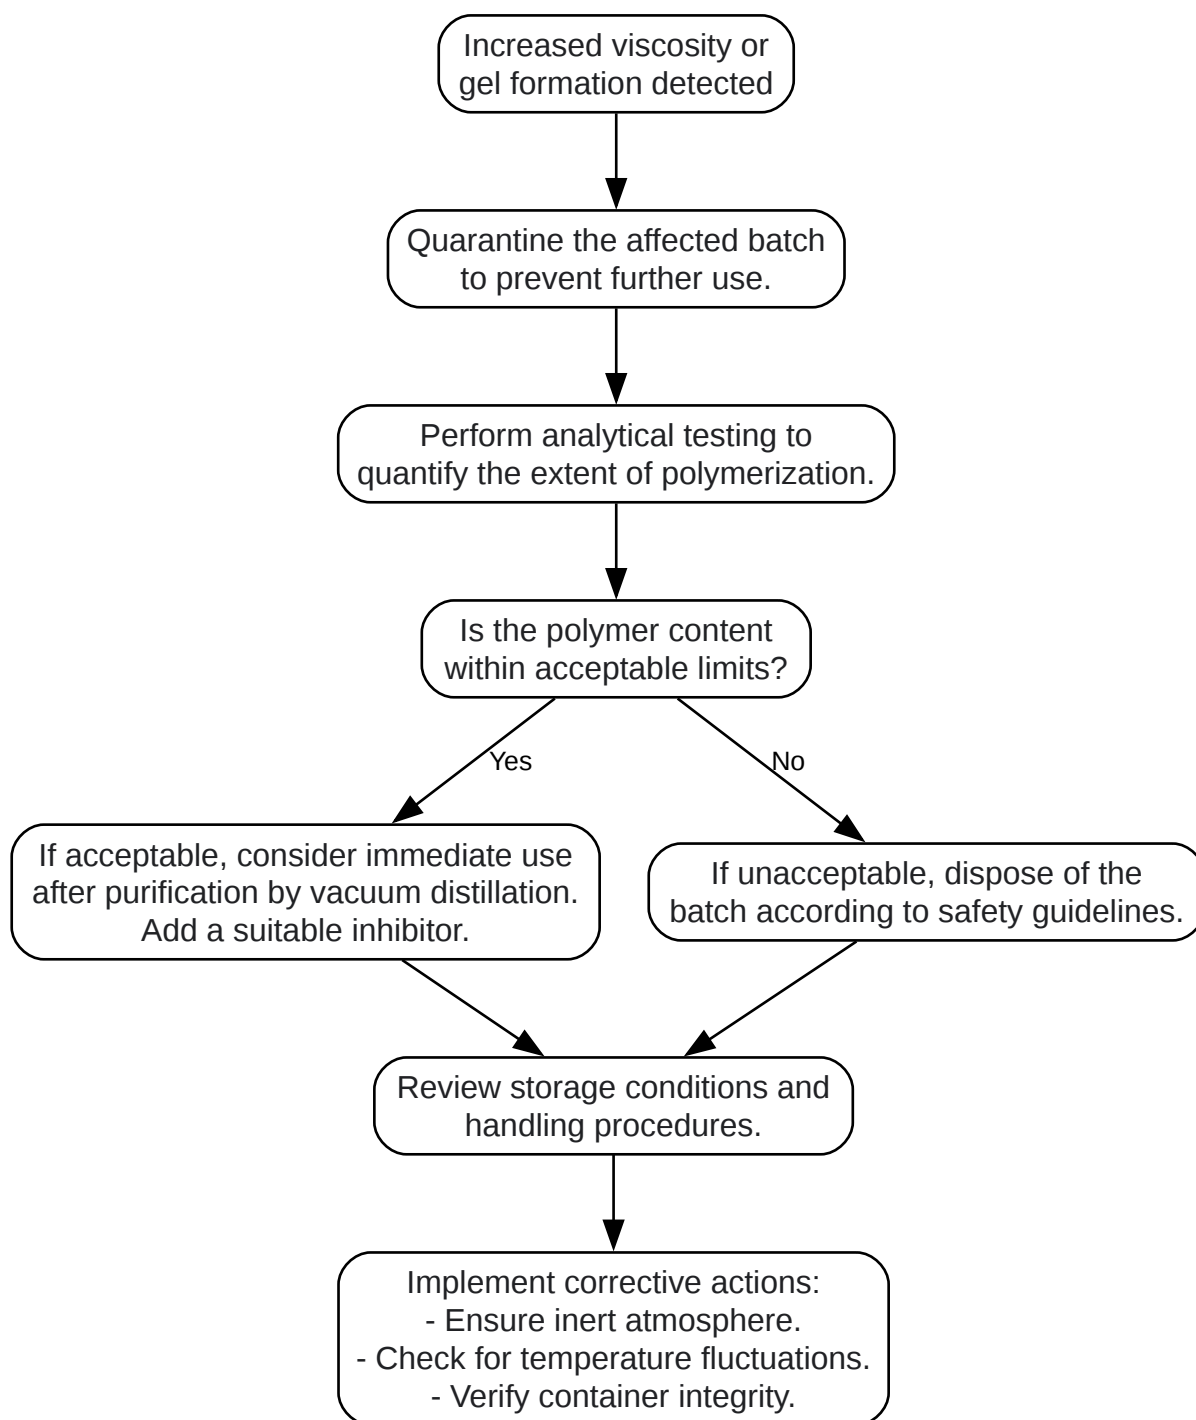 Increased viscosity or
gel formation detected
Quarantine the affected batch
to prevent further use.
Perform analytical testing to
quantify the extent of polymerization.
Is the polymer content
within acceptable limits?
Yes
No
If acceptable, consider immediate use
after purification by vacuum distillation.
Add a suitable inhibitor.
If unacceptable, dispose of the
batch according to safety guidelines.
Review storage conditions and
handling procedures.
Implement corrective actions:
- Ensure inert atmosphere.
- Check for temperature fluctuations.
- Verify container integrity.